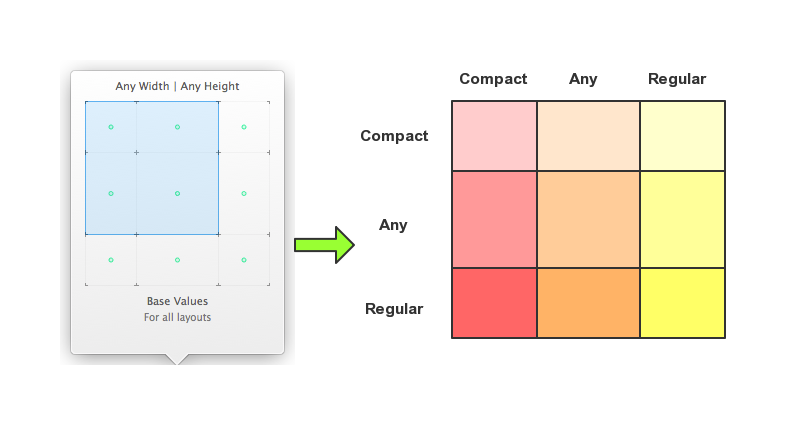 Any Width | Any Height
Base Values
For all layouts
Compact Any Regular
Compact
Any
Regular